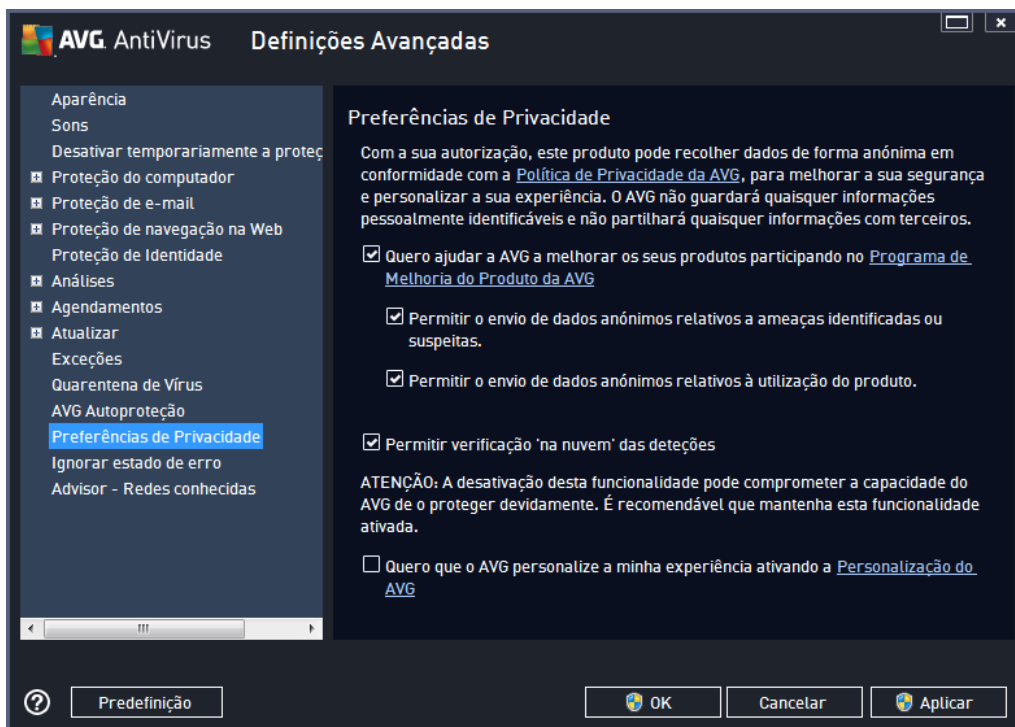 AVG AntiVirus Definições Avançadas
Aparência
Sons
Desativar temporariamente a proteç
Proteção do computador
Proteção de e-mail
Proteção de navegação na Web
Proteção de Identidade
Análises
Agendamentos
Atualizar
Exceções
Quarentena de Vírus
AVG Autoproteção
Preferências de Privacidade
Ignorar estado de erro
Advisor - Redes conhecidas
Preferências de Privacidade
Com a sua autorização, este produto pode recolher dados de forma anónima em
conformidade com a Política de Privacidade da AVG, para melhorar a sua segurança
e personalizar a sua experiência. O AVG não guardará quaisquer informações
pessoalmente identificáveis e não partilhará quaisquer informações com terceiros.
Quero ajudar a AVG a melhorar os seus produtos participando no Programa de
Melhoria do Produto da AVG
Permitir o envio de dados anónimos relativos a ameaças identificadas ou
suspeitas.
Permitir o envio de dados anónimos relativos à utilização do produto.
Permitir verificação 'na nuvem' das deteções
ATENÇÃO: A desativação desta funcionalidade pode comprometer a capacidade do
AVG de o proteger devidamente. É recomendável que mantenha esta funcionalidade
ativada.
Quero que o AVG personalize a minha experiência ativando a Personalização do
AVG
Predefinição
OK
Cancelar
Aplicar